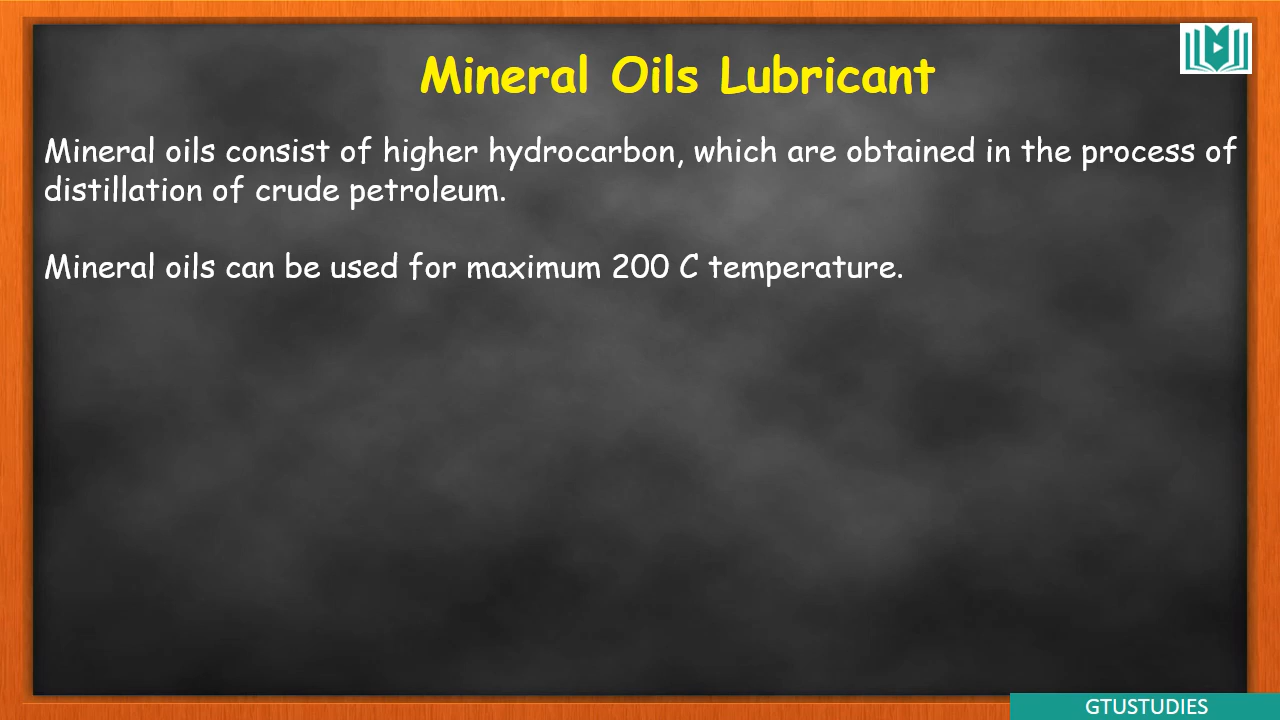 Mineral Oils Lubricant
Mineral oils consist of higher hydrocarbon, which are obtained in the process of
distillation of crude petroleum.
Mineral oils can be used for maximum 200 C temperature.
GTUSTUDIES